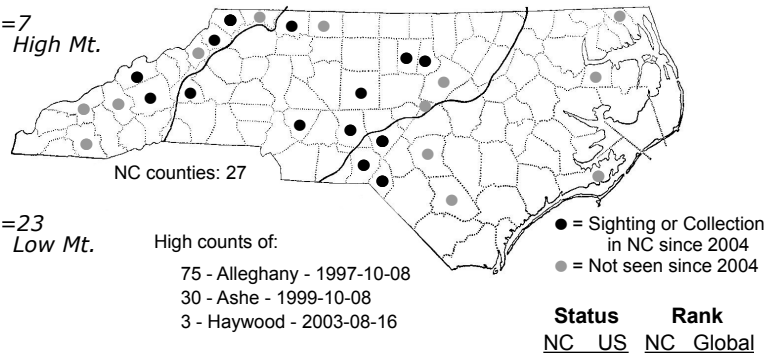 =7
High Mt.
NC counties: 27
=23
Low Mt.
High counts of:
75 - Alleghany - 1997-10-08
30 - Ashe - 1999-10-08
3 - Haywood - 2003-08-16
= Sighting or Collection
in NC since 2004
= Not seen since 2004
Status Rank
NC US NC Global